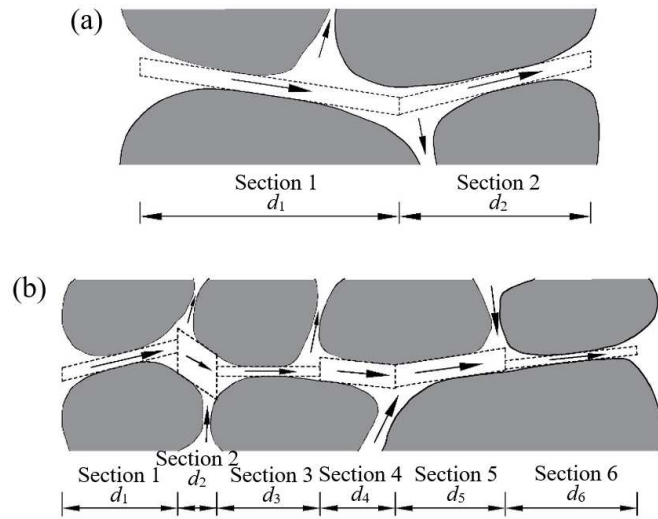 (a)
Section 1 Section 2
d₁ d₂
(b)
Section 1 Section 2 Section 3 Section 4 Section 5 Section 6
d₁ d₂ d₃ d₄ d₅ d₆